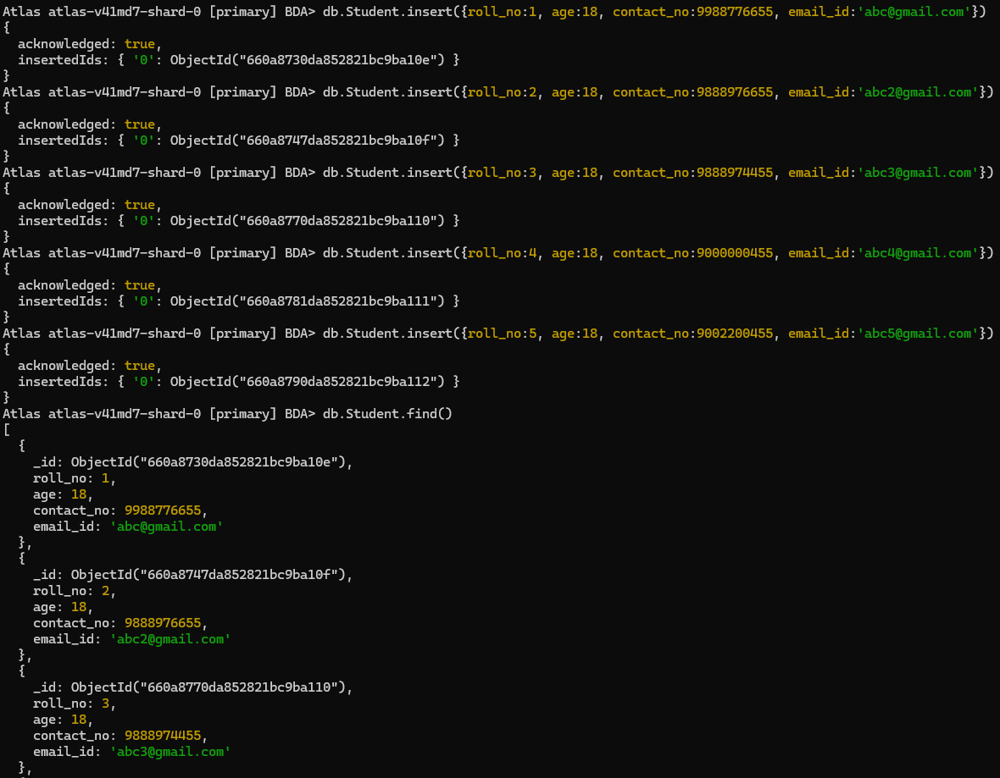 Atlas atlas-v41md7-shard-0 [primary] BDA> db.Student.insert({roll_no:1, age:18, contact_no:9988776655, email_id:'abc@gmail.com'})
{
  acknowledged: true,
  insertedIds: { '0': ObjectId("660a8730da852821bc9ba10e") }
}
Atlas atlas-v41md7-shard-0 [primary] BDA> db.Student.insert({roll_no:2, age:18, contact_no:9888976655, email_id:'abc2@gmail.com'})
{
  acknowledged: true,
  insertedIds: { '0': ObjectId("660a8747da852821bc9ba10f") }
}
Atlas atlas-v41md7-shard-0 [primary] BDA> db.Student.insert({roll_no:3, age:18, contact_no:9888974455, email_id:'abc3@gmail.com'})
{
  acknowledged: true,
  insertedIds: { '0': ObjectId("660a8770da852821bc9ba110") }
}
Atlas atlas-v41md7-shard-0 [primary] BDA> db.Student.insert({roll_no:4, age:18, contact_no:9000000455, email_id:'abc4@gmail.com'})
{
  acknowledged: true,
  insertedIds: { '0': ObjectId("660a8781da852821bc9ba111") }
}
Atlas atlas-v41md7-shard-0 [primary] BDA> db.Student.insert({roll_no:5, age:18, contact_no:9002200455, email_id:'abc5@gmail.com'})
{
  acknowledged: true,
  insertedIds: { '0': ObjectId("660a8790da852821bc9ba112") }
}
Atlas atlas-v41md7-shard-0 [primary] BDA> db.Student.find()
[
  {
    _id: ObjectId("660a8730da852821bc9ba10e"),
    roll_no: 1,
    age: 18,
    contact_no: 9988776655,
    email_id: 'abc@gmail.com'
  },
  {
    _id: ObjectId("660a8747da852821bc9ba10f"),
    roll_no: 2,
    age: 18,
    contact_no: 9888976655,
    email_id: 'abc2@gmail.com'
  },
  {
    _id: ObjectId("660a8770da852821bc9ba110"),
    roll_no: 3,
    age: 18,
    contact_no: 9888974455,
    email_id: 'abc3@gmail.com'
  },